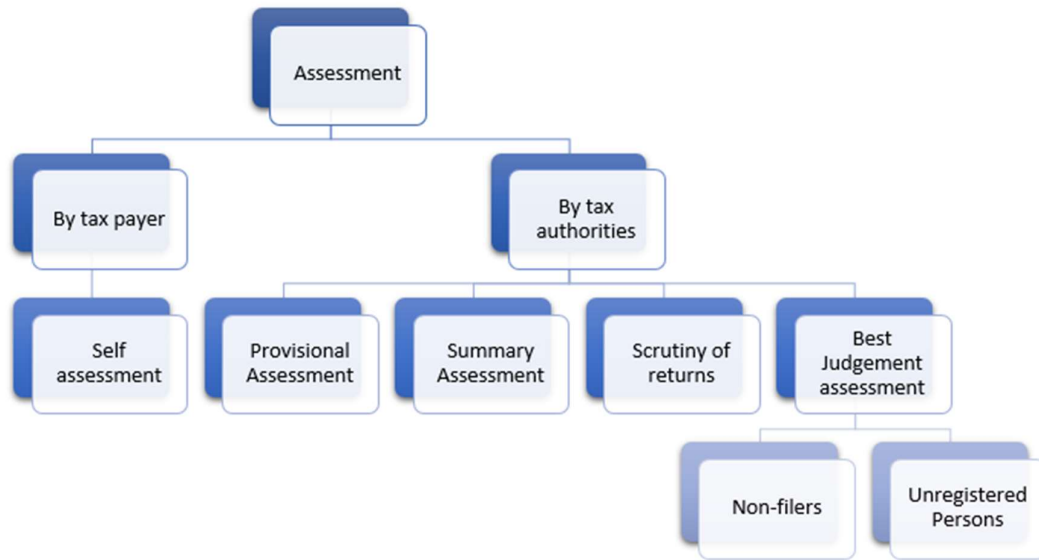 Assessment
By tax payer
By tax
authorities
Self
assessment
Provisional
Assessment
Summary
Assessment
Scrutiny of
returns
Best
Judgement
assessment
Non-filers
Unregistered
Persons